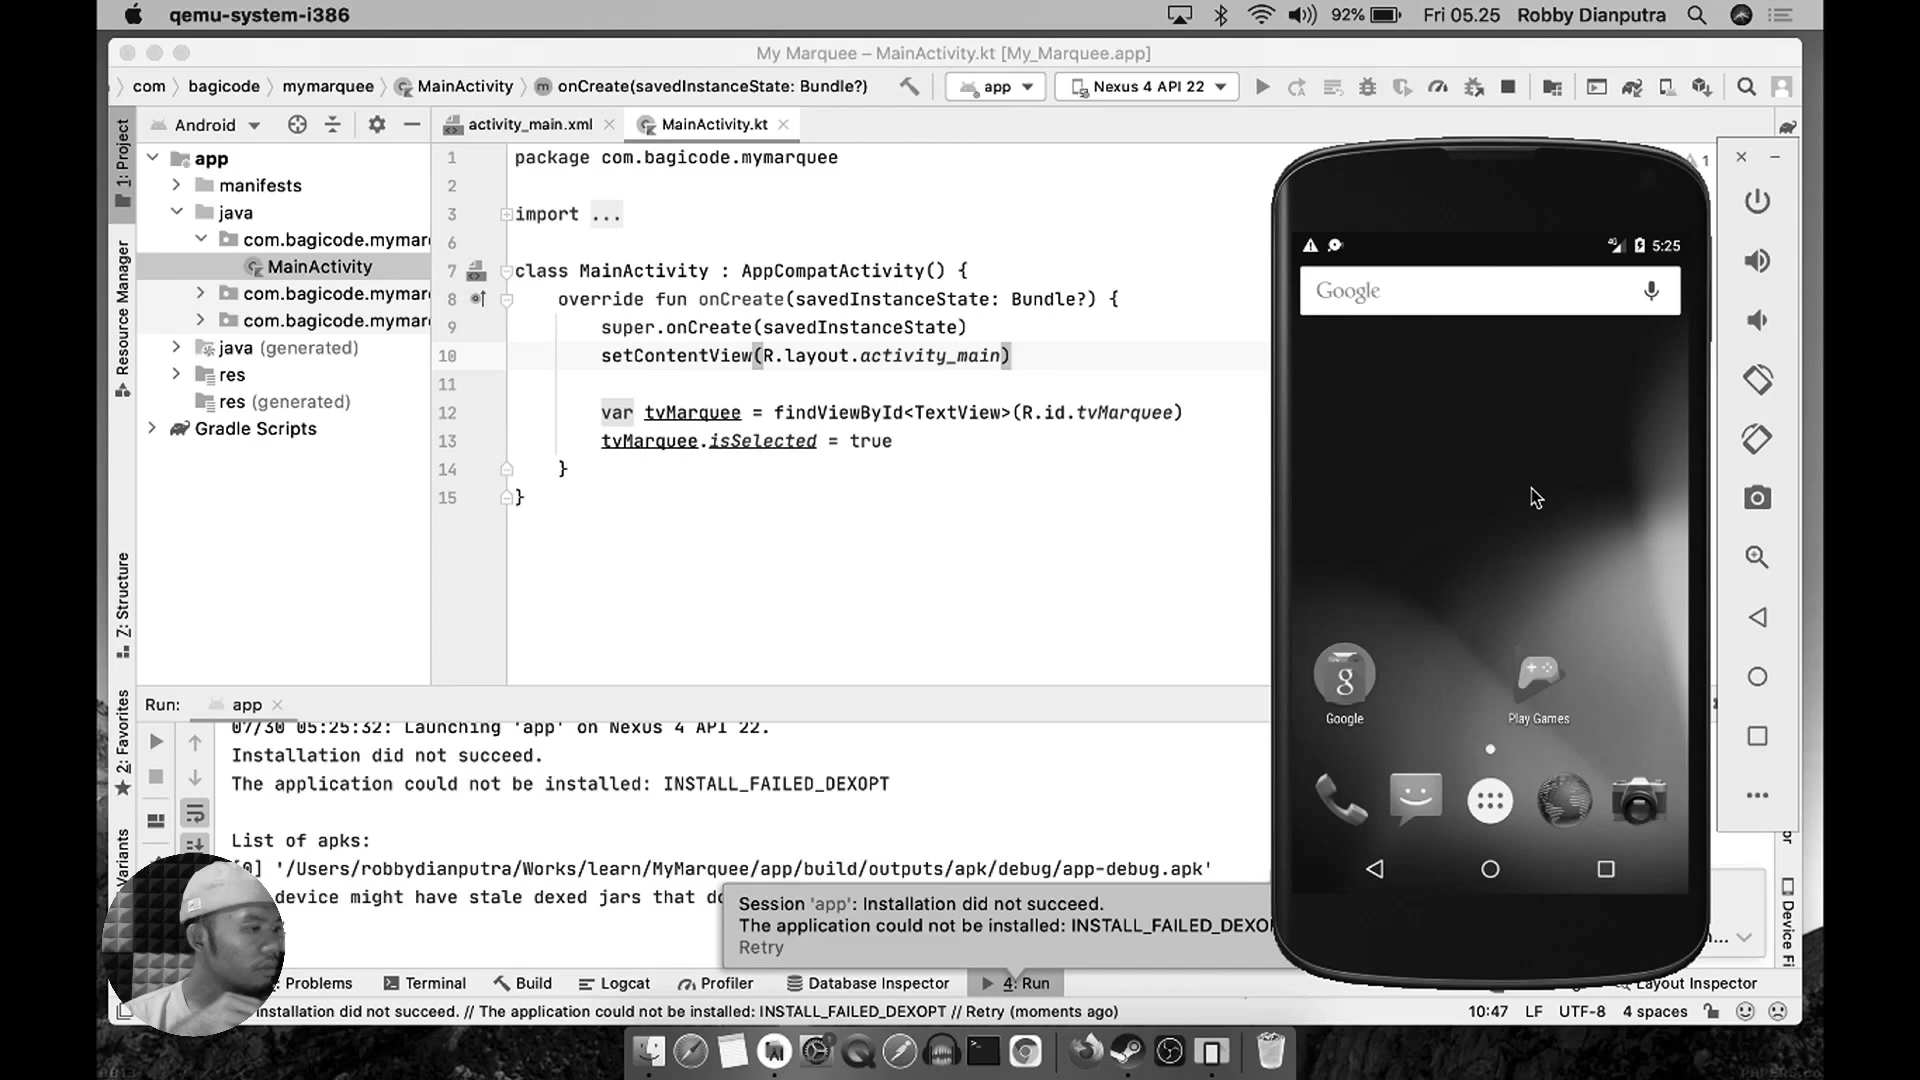 qemu-system-i386
92%
Fri 05.25
Robby Dianputra
My Marquee – MainActivity.kt [My_Marquee.app]
com
bagicode
mymarquee
MainActivity
onCreate(savedInstanceState: Bundle?)
app
Nexus 4 API 22
Android
activity_main.xml
MainActivity.kt
1: Project
Resource Manager
Z: Structure
2: Favorites
Variants
app
manifests
java
com.bagicode.mymar
MainActivity
com.bagicode.mymar
com.bagicode.mymar
java (generated)
res
res (generated)
Gradle Scripts
1 package com.bagicode.mymarquee
2
3 import ...
6
7 class MainActivity : AppCompatActivity() {
8 override fun onCreate(savedInstanceState: Bundle?) {
9 super.onCreate(savedInstanceState)
10 setContentView(R.layout.activity_main)
11
12 var tvMarquee = findViewById<TextView>(R.id.tvMarquee)
13 tvMarquee.isSelected = true
14 }
15 }
1
5:25
Google
Google
Play Games
Run:
app
07/30 05:25:32: Launching 'app' on Nexus 4 API 22.
Installation did not succeed.
The application could not be installed: INSTALL_FAILED_DEXOPT
List of apks:
[0] '/Users/robbydianputra/Works/learn/MyMarquee/app/build/outputs/apk/debug/app-debug.apk'
device might have stale dexed jars that do
Session 'app': Installation did not succeed.
The application could not be installed: INSTALL_FAILED_DEXO
Retry
Device Fi
Problems
Terminal
Build
Logcat
Profiler
Database Inspector
4: Run
Layout Inspector
nstallation did not succeed. // The application could not be installed: INSTALL_FAILED_DEXOPT // Retry (moments ago)
10:47
LF
UTF-8
4 spaces